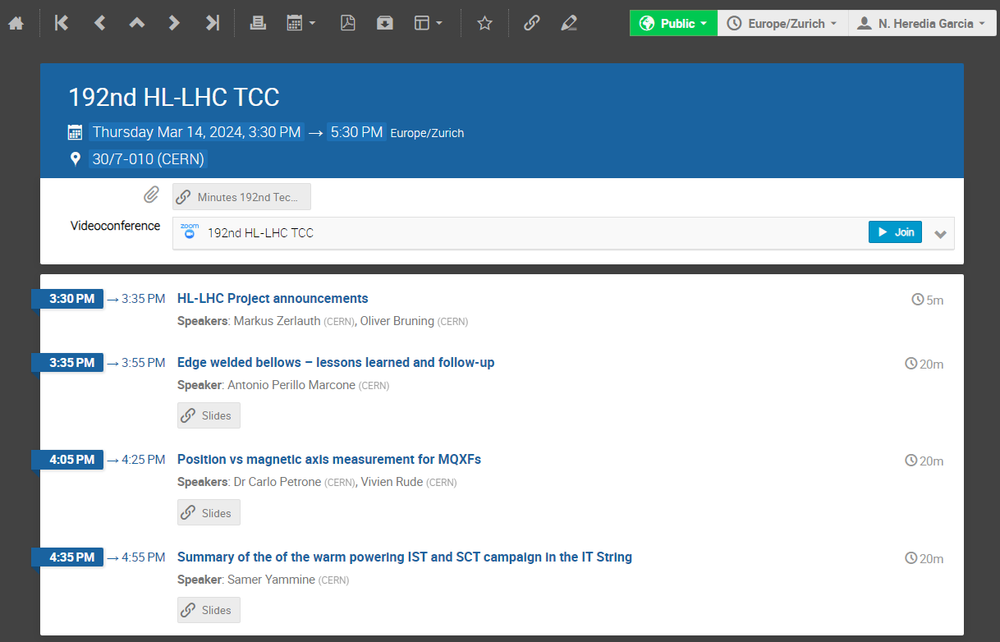 Public Europe/Zurich N. Heredia Garcia
192nd HL-LHC TCC
Thursday Mar 14, 2024, 3:30 PM → 5:30 PM Europe/Zurich
30/7-010 (CERN)
Minutes 192nd Tec...
Videoconference zoom 192nd HL-LHC TCC Join
3:30 PM → 3:35 PM HL-LHC Project announcements 5m
Speakers: Markus Zerlauth (CERN), Oliver Bruning (CERN)
3:35 PM → 3:55 PM Edge welded bellows – lessons learned and follow-up 20m
Speaker: Antonio Perillo Marcone (CERN)
Slides
4:05 PM → 4:25 PM Position vs magnetic axis measurement for MQXFs 20m
Speakers: Dr Carlo Petrone (CERN), Vivien Rude (CERN)
Slides
4:35 PM → 4:55 PM Summary of the of the warm powering IST and SCT campaign in the IT String 20m
Speaker: Samer Yammine (CERN)
Slides